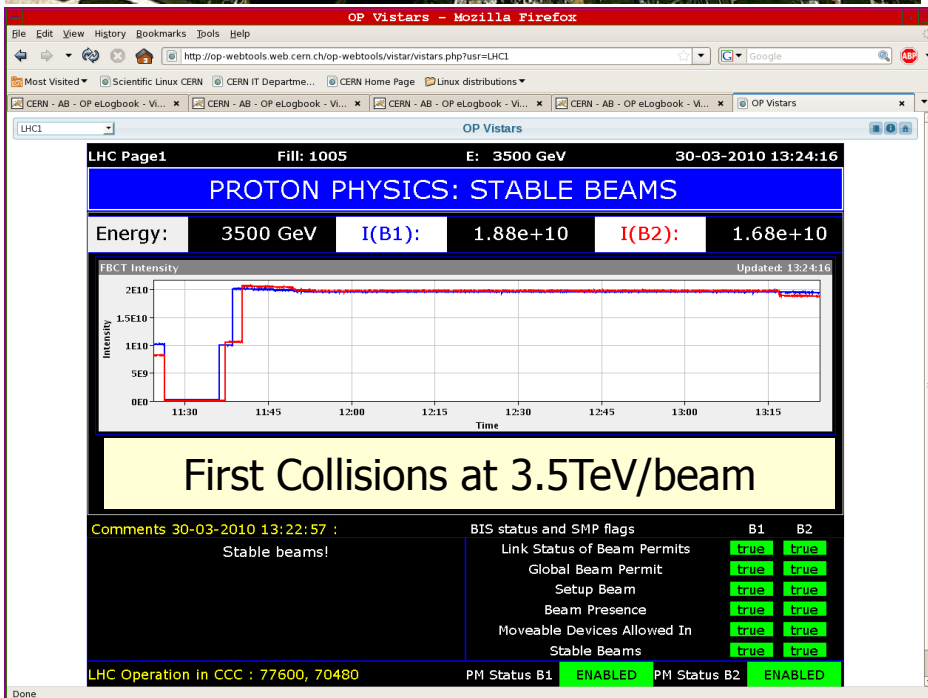 OP Vistars - Mozilla Firefox
File Edit View History Bookmarks Tools Help
http://op-webtools.web.cern.ch/op-webtools/vistar/vistars.php?usr=LHC1
Google
ABP
Most Visited Scientific Linux CERN CERN IT Departme... CERN Home Page Linux distributions
CERN - AB - OP eLogbook - Vi... CERN - AB - OP eLogbook - Vi... CERN - AB - OP eLogbook - Vi... CERN - AB - OP eLogbook - Vi... OP Vistars
LHC1 OP Vistars
LHC Page1 Fill: 1005 E: 3500 GeV 30-03-2010 13:24:16
PROTON PHYSICS: STABLE BEAMS
Energy: 3500 GeV I(B1): 1.88e+10 I(B2): 1.68e+10
FBCT Intensity Updated: 13:24:16
Intensity
2E10
1.5E10
1E10
5E9
0E0
11:30 11:45 12:00 12:15 12:30 12:45 13:00 13:15
Time
First Collisions at 3.5TeV/beam
Comments 30-03-2010 13:22:57 :
Stable beams!
BIS status and SMP flags B1 B2
Link Status of Beam Permits true true
Global Beam Permit true true
Setup Beam true true
Beam Presence true true
Moveable Devices Allowed In true true
Stable Beams true true
LHC Operation in CCC : 77600, 70480 PM Status B1 ENABLED PM Status B2 ENABLED
Done